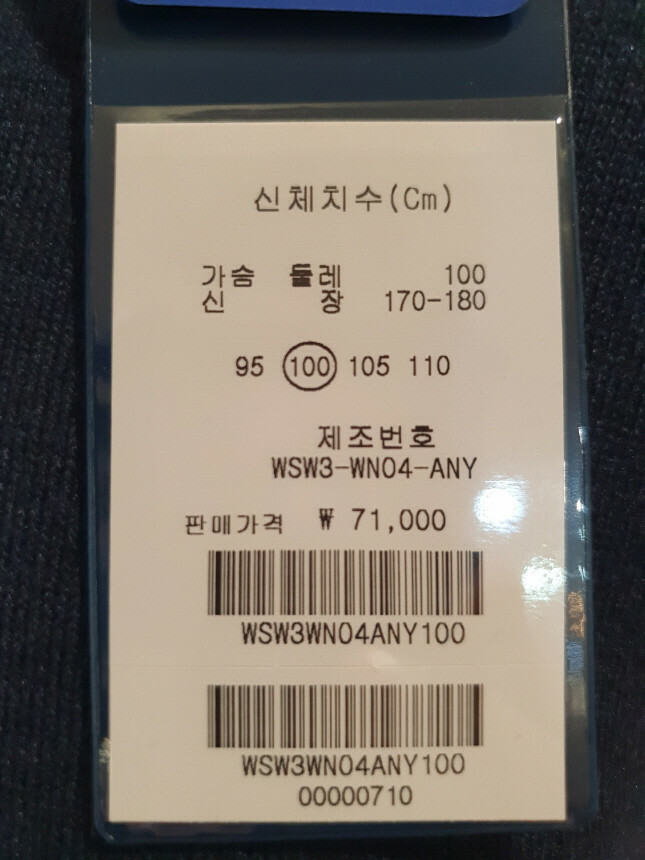 신체치수(Cm)
가슴 둘레 100
신 장 170-180
95 100 105 110
제조번호
WSW3-WN04-ANY
판매가격 ₩ 71,000
WSW3WN04ANY100
WSW3WN04ANY100
00000710